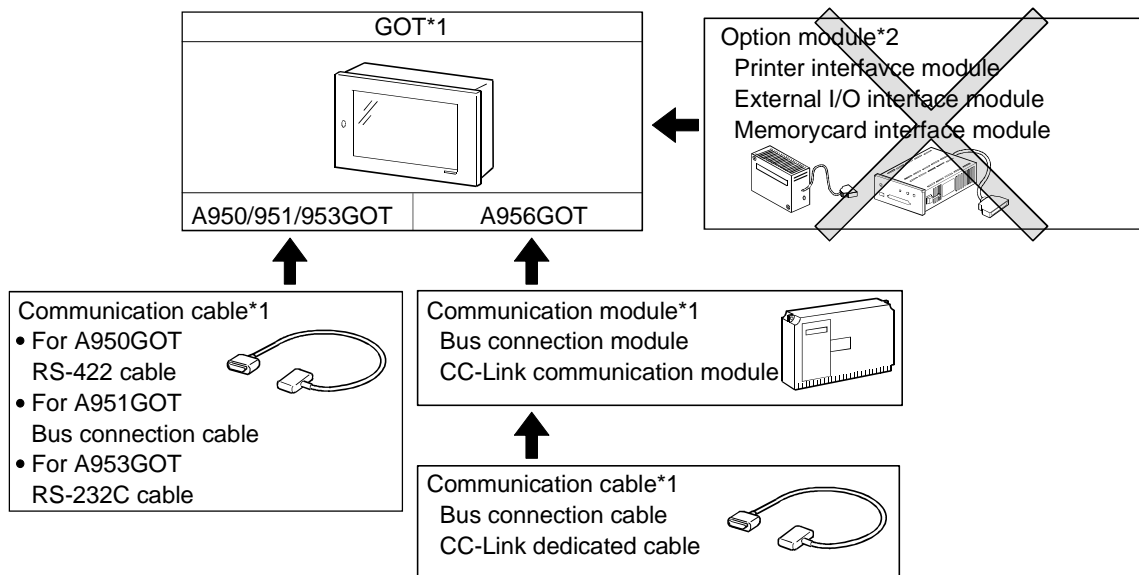 GOT*1
A950/951/953GOT
A956GOT
Option module*2
Printer interfavce module
External I/O interface module
Memorycard interface module
Communication cable*1
• For A950GOT
RS-422 cable
• For A951GOT
Bus connection cable
• For A953GOT
RS-232C cable
Communication module*1
Bus connection module
CC-Link communication module
Communication cable*1
Bus connection cable
CC-Link dedicated cable